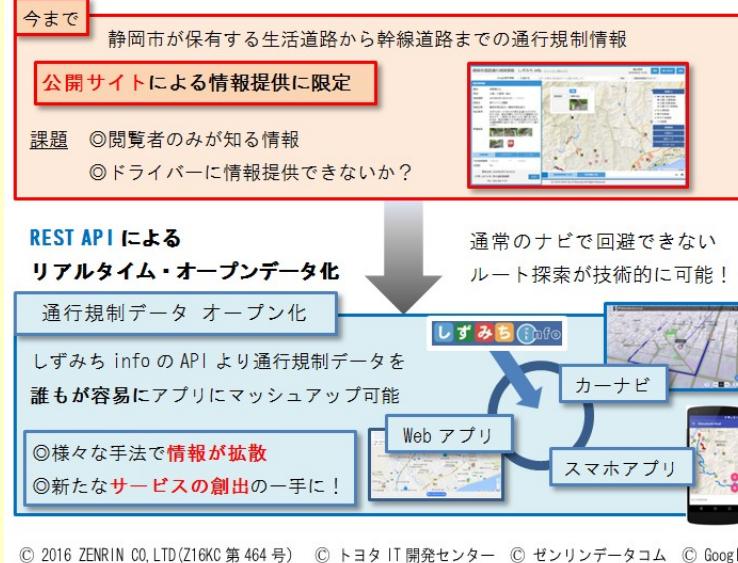 今まで
静岡市が保有する生活道路から幹線道路までの通行規制情報
公開サイトによる情報提供に限定
課題 ◎閲覧者のみが知る情報
◎ドライバーに情報提供できないか？
REST APIによる
リアルタイム・オープンデータ化
通常のナビで回避できない
ルート探索が技術的に可能！
通行規制データ オープン化
しずみち info
しずみち info の API より通行規制データを
誰もが容易にアプリにマッシュアップ可能
カーナビ
Web アプリ
スマホアプリ
◎様々な手法で情報が拡散
◎新たなサービスの創出の一手に！
© 2016 ZENRIN CO,LTD(Z16KC 第 464 号) © トヨタ IT 開発センター © ゼンリンデータコム © Googl